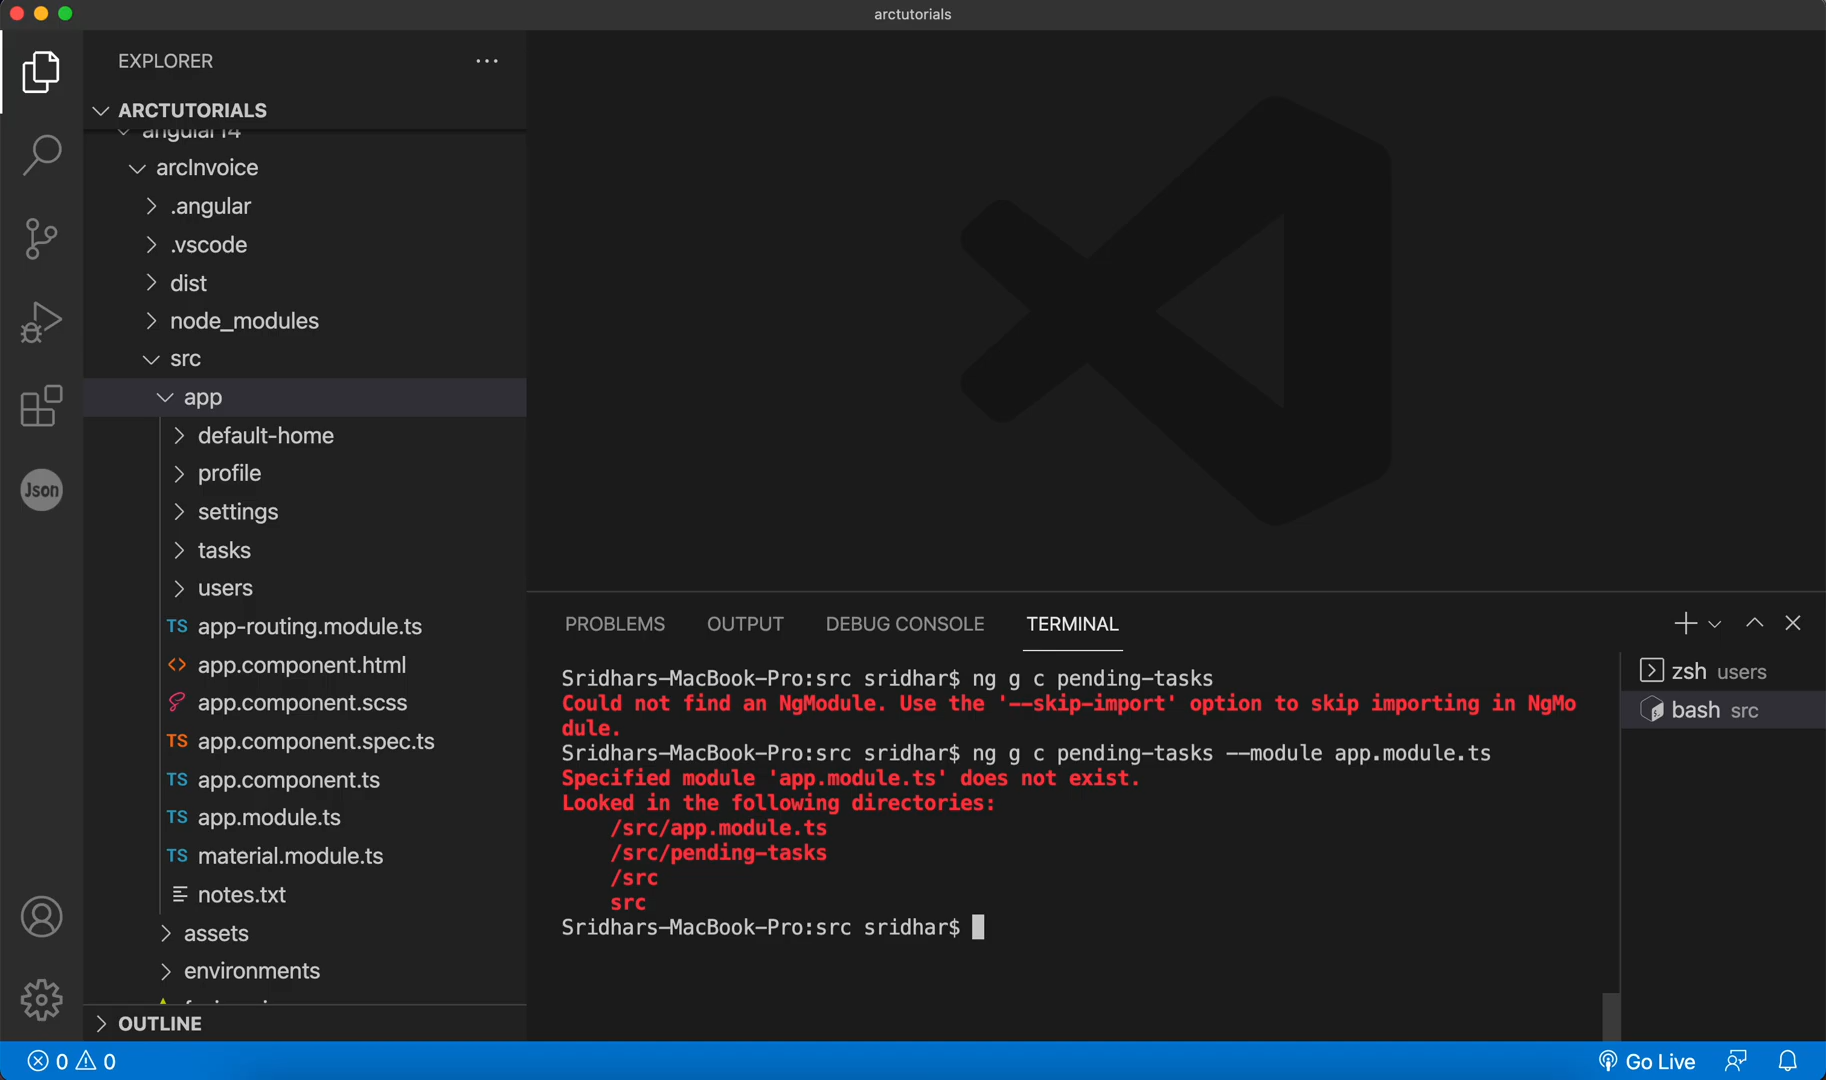 arctutorials
EXPLORER
ARCTUTORIALS
angular14
arcInvoice
.angular
.vscode
dist
node_modules
src
app
default-home
profile
settings
tasks
users
TS app-routing.module.ts
<> app.component.html
app.component.scss
TS app.component.spec.ts
TS app.component.ts
TS app.module.ts
TS material.module.ts
notes.txt
assets
environments
OUTLINE
Json
PROBLEMS OUTPUT DEBUG CONSOLE TERMINAL
Sridhars-MacBook-Pro:src sridhar$ ng g c pending-tasks
Could not find an NgModule. Use the '--skip-import' option to skip importing in NgMo
dule.
Sridhars-MacBook-Pro:src sridhar$ ng g c pending-tasks --module app.module.ts
Specified module 'app.module.ts' does not exist.
Looked in the following directories:
/src/app.module.ts
/src/pending-tasks
/src
src
Sridhars-MacBook-Pro:src sridhar$
zsh users
bash src
0 0
Go Live